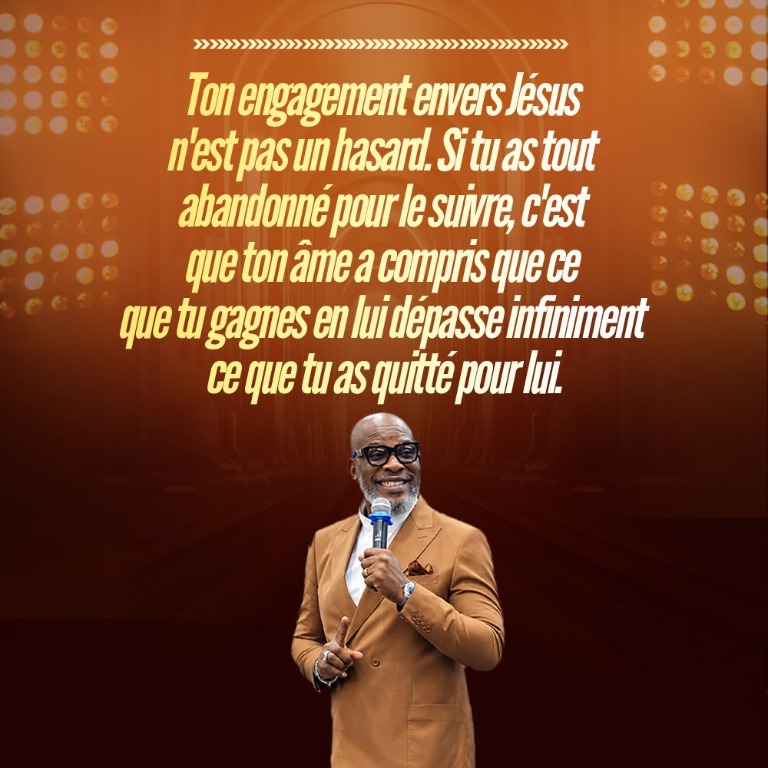 Ton engagement envers Jésus
n'est pas un hasard. Si tu as tout
abandonné pour le suivre, c'est
que ton âme a compris que ce
que tu gagnes en lui dépasse infiniment
ce que tu as quitté pour lui.